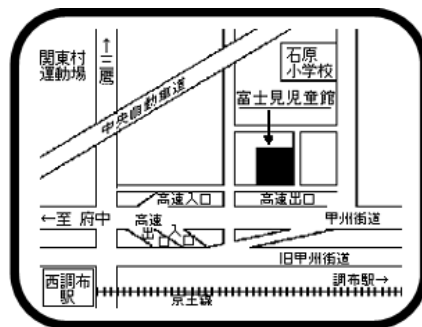 関東村
運動場
↑三鷹
中央自動車道
石原
小学校
富士見児童館
高速入口
高速出口
←至 府中
高速
出入口
甲州街道
旧甲州街道
西調布
駅
調布駅→
京王線